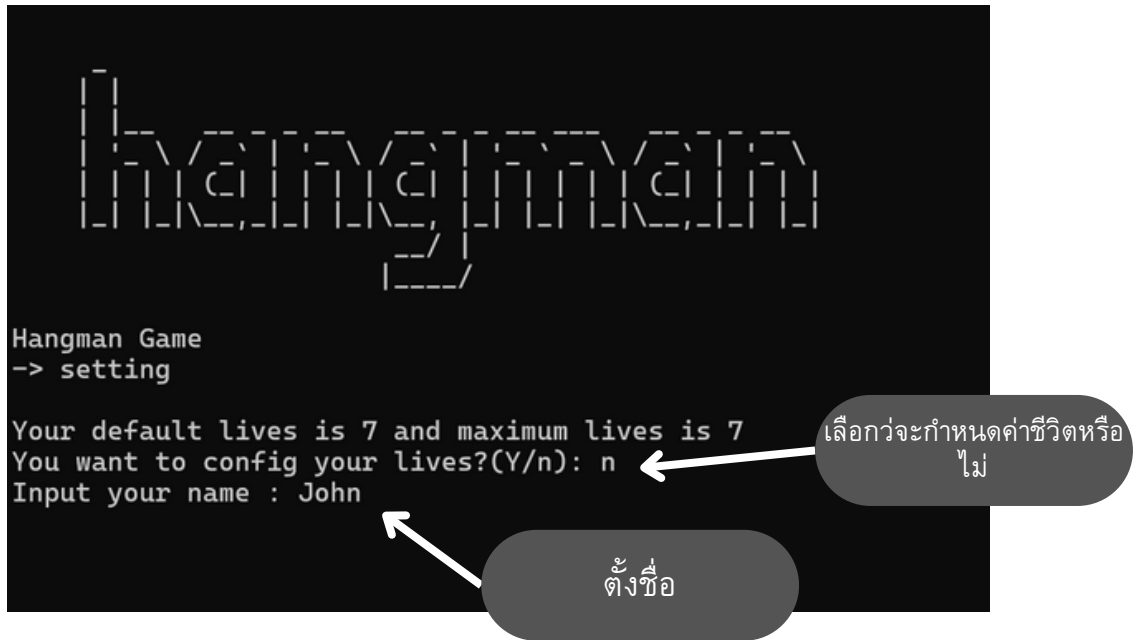 hangman
Hangman Game
-> setting
Your default lives is 7 and maximum lives is 7
You want to config your lives?(Y/n): n
Input your name : John
เลือกว่จะกำหนดค่าชีวิตหรือ
ไม่
ตั้งชื่อ